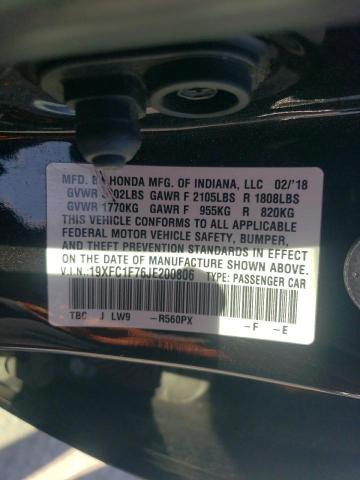 MFD. BY HONDA MFG. OF INDIANA, LLC 02/'18
GVWR 02LBS GAWR F 2105LBS R 1808LBS
GVWR 1770KG GAWR F 955KG R 820KG
THIS VEHICLE CONFORMS TO ALL APPLICABLE
FEDERAL MOTOR VEHICLE SAFETY, BUMPER,
AND THEFT PREVENTION STANDARDS IN EFFECT
ON THE DATE OF MANUFACTURE SHOWN ABOVE.
V.I.N.:19XFC1F76JE200806 TYPE: PASSENGER CAR
TBG J LW9 -R560PX -F -E